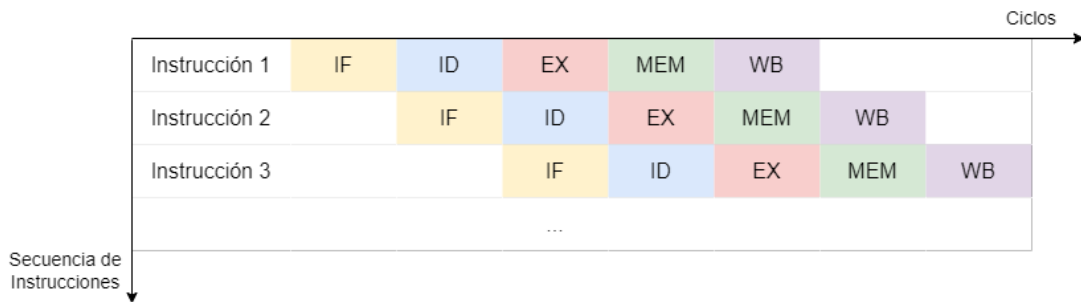 Ciclos
Instrucción 1 IF ID EX MEM WB
Instrucción 2 IF ID EX MEM WB
Instrucción 3 IF ID EX MEM WB
...
Secuencia de
Instrucciones